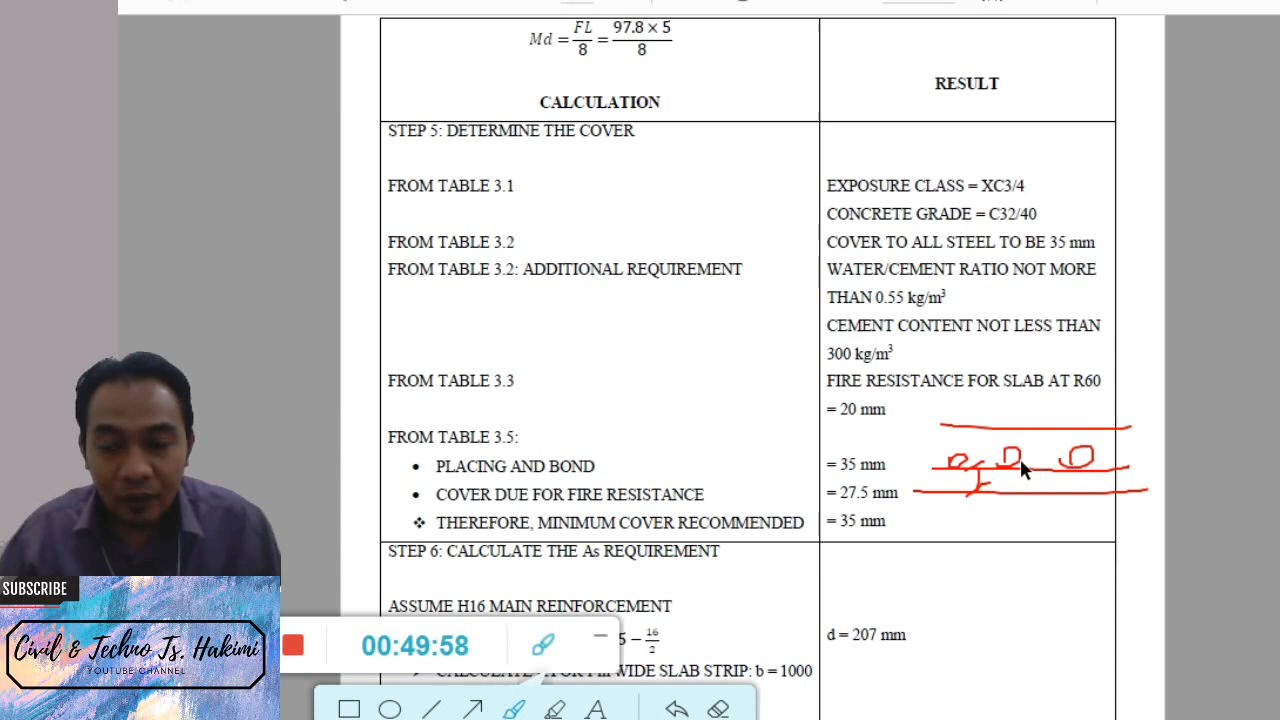 Md = FL/8 = 97.8 × 5/8
CALCULATION
RESULT
STEP 5: DETERMINE THE COVER
FROM TABLE 3.1
EXPOSURE CLASS = XC3/4
CONCRETE GRADE = C32/40
FROM TABLE 3.2
COVER TO ALL STEEL TO BE 35 mm
FROM TABLE 3.2: ADDITIONAL REQUIREMENT
WATER/CEMENT RATIO NOT MORE
THAN 0.55 kg/m³
CEMENT CONTENT NOT LESS THAN
300 kg/m³
FROM TABLE 3.3
FIRE RESISTANCE FOR SLAB AT R60
= 20 mm
FROM TABLE 3.5:
• PLACING AND BOND
= 35 mm
• COVER DUE FOR FIRE RESISTANCE
= 27.5 mm
❖ THEREFORE, MINIMUM COVER RECOMMENDED
= 35 mm
STEP 6: CALCULATE THE As REQUIREMENT
ASSUME H16 MAIN REINFORCEMENT
5 − 16/2
d = 207 mm
WIDE SLAB STRIP: b = 1000
SUBSCRIBE
Civil & Techno Ts. Hakimi
YOUTUBE CHANNEL
00:49:58
A